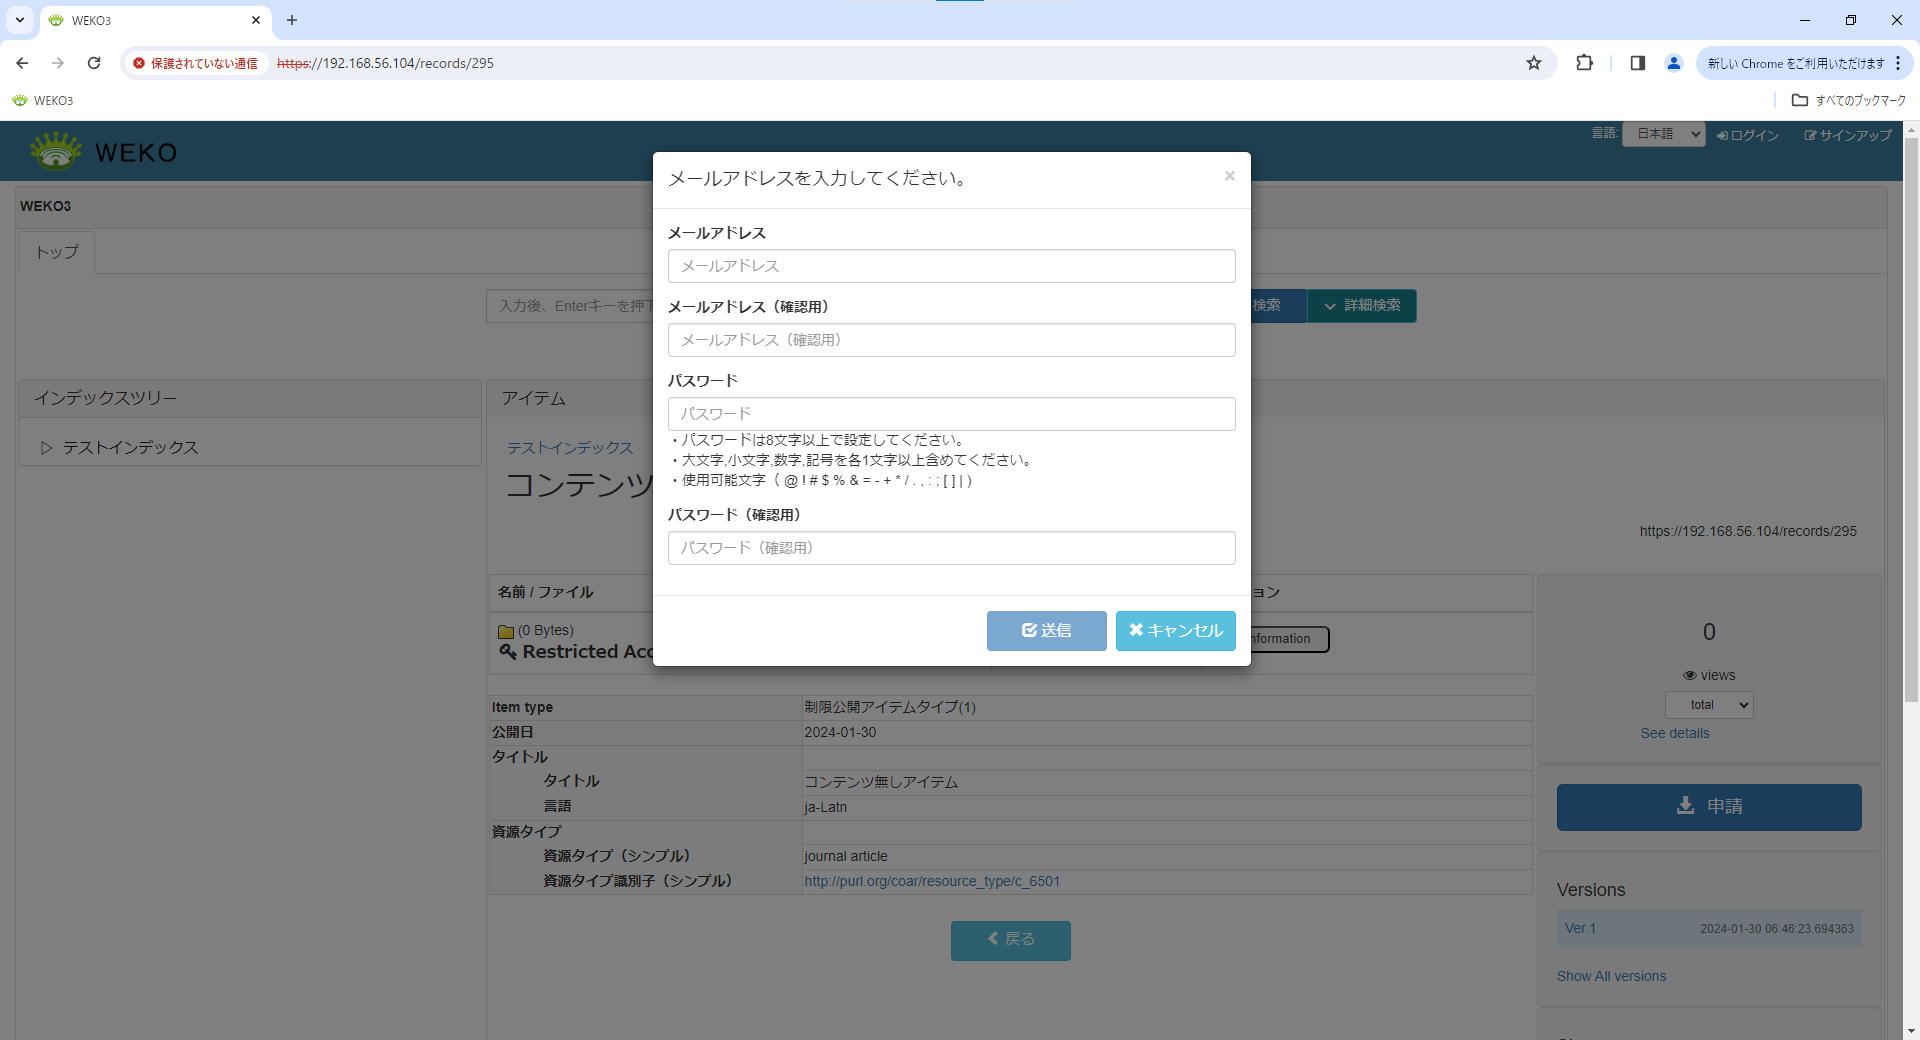 WEKO3
保護されていない通信
https://192.168.56.104/records/295
新しい Chrome をご利用いただけます
WEKO3
すべてのブックマーク
WEKO
言語:
日本語
ログイン
サインアップ
WEKO3
トップ
入力後、Enterキーを押下
検索
詳細検索
インデックスツリー
テストインデックス
アイテム
テストインデックス
コンテンツ
https://192.168.56.104/records/295
名前 / ファイル
ョン
(0 Bytes)
Restricted Acc
nformation
メールアドレスを入力してください。
×
メールアドレス
メールアドレス
メールアドレス（確認用）
メールアドレス（確認用）
パスワード
パスワード
・パスワードは8文字以上で設定してください。
・大文字,小文字,数字,記号を各1文字以上含めてください。
・使用可能文字（ @ ! # $ % & = - + * / . , : ; [ ] | )
パスワード（確認用）
パスワード（確認用）
送信
キャンセル
Item type
制限公開アイテムタイプ(1)
公開日
2024-01-30
タイトル
タイトル
コンテンツ無しアイテム
言語
ja-Latn
資源タイプ
資源タイプ（シンプル）
journal article
資源タイプ識別子（シンプル）
http://purl.org/coar/resource_type/c_6501
戻る
0
views
total
See details
申請
Versions
Ver.1
2024-01-30 06:46:23.694363
Show All versions